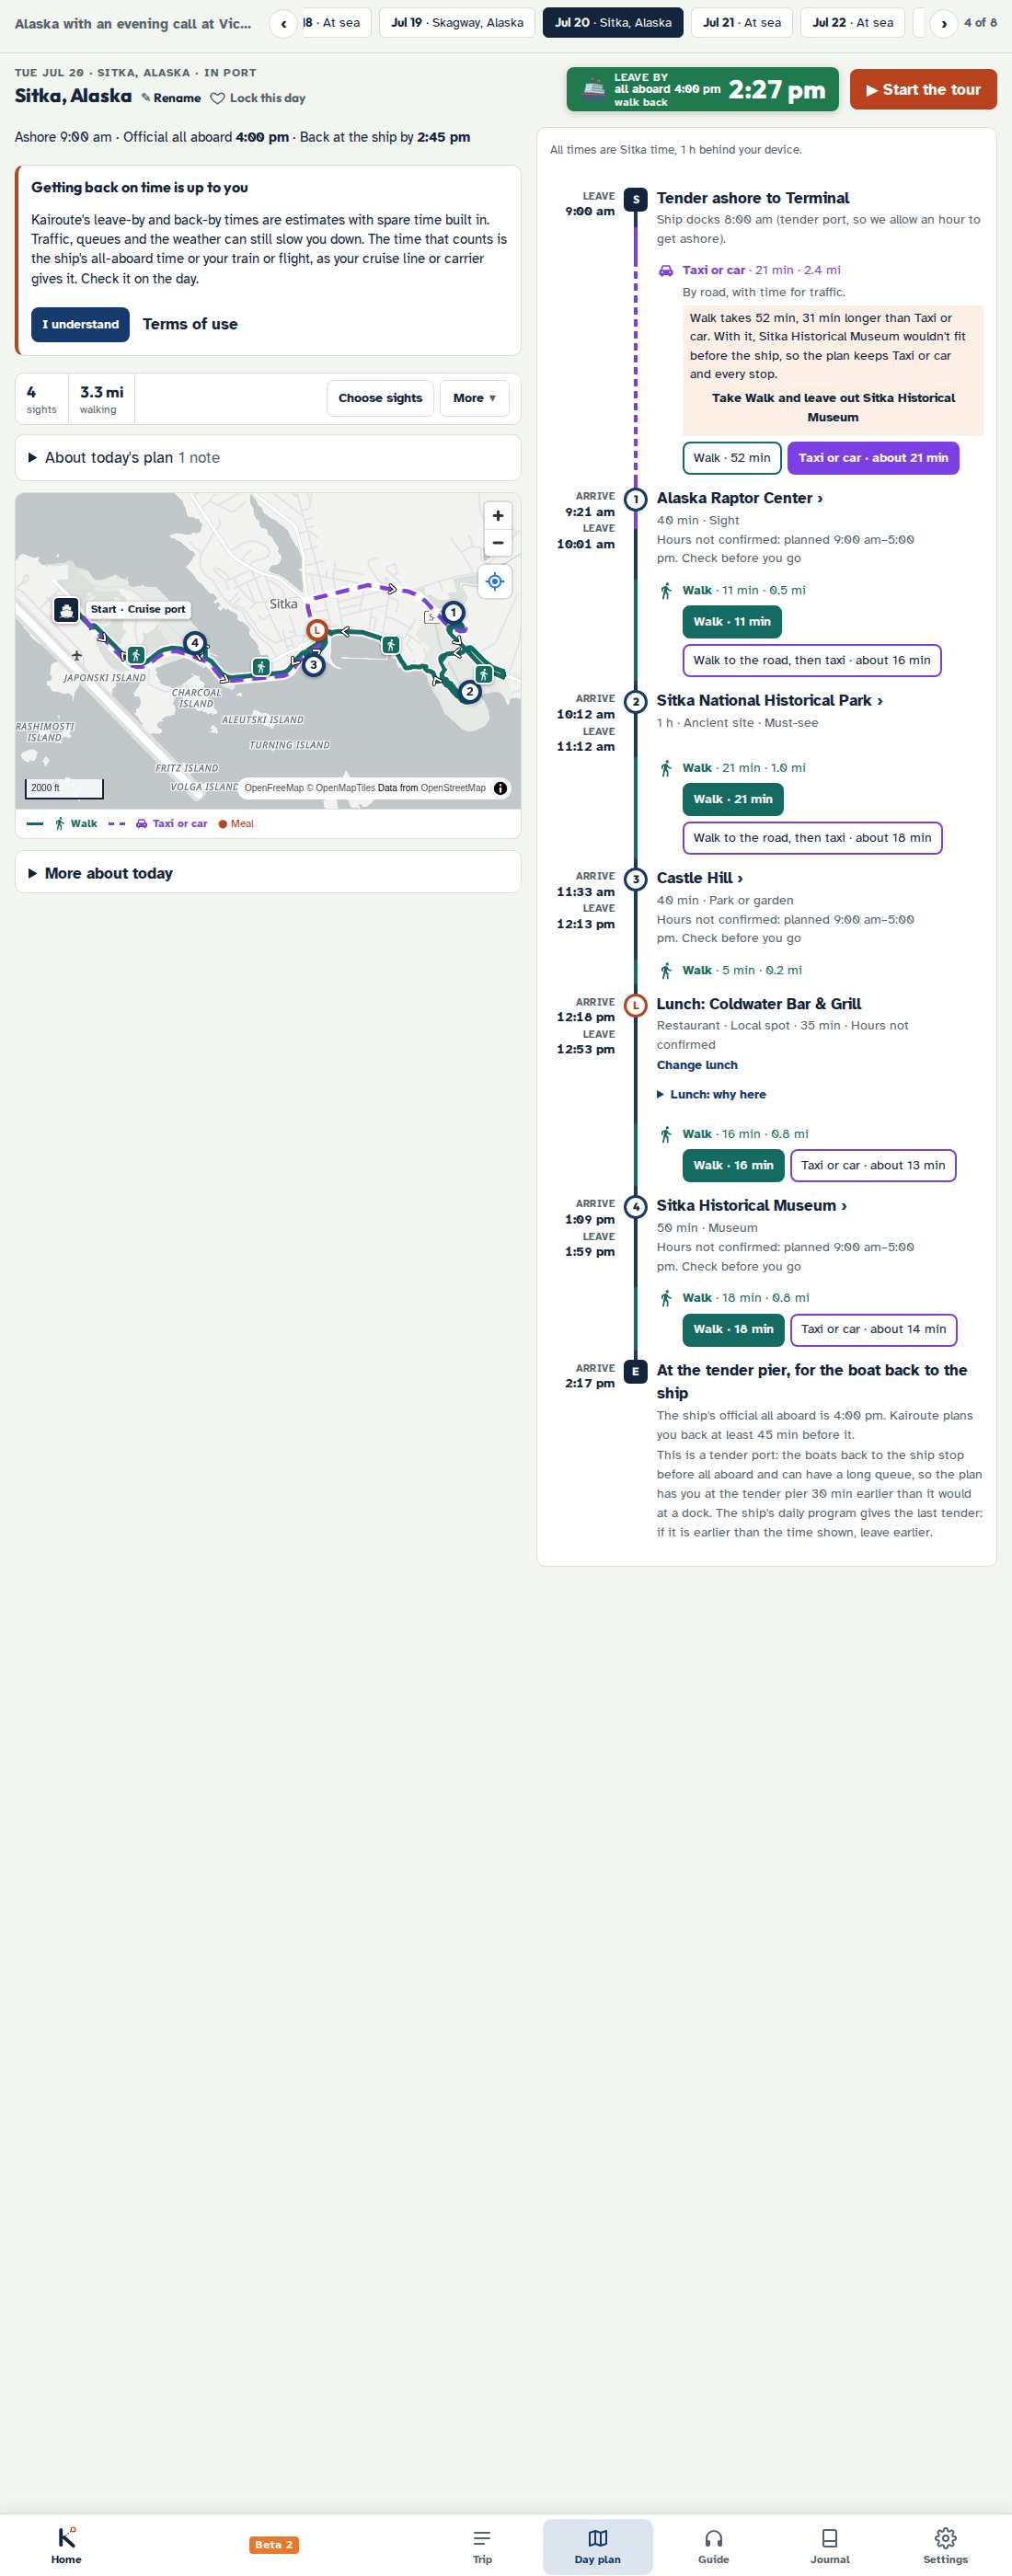 Alaska with an evening call at Vic...
‹
18 · At sea
Jul 19 · Skagway, Alaska
Jul 20 · Sitka, Alaska
Jul 21 · At sea
Jul 22 · At sea
›
4 of 8
TUE JUL 20 · SITKA, ALASKA · IN PORT
Sitka, Alaska
✎ Rename
Lock this day
LEAVE BY
all aboard 4:00 pm
walk back
2:27 pm
▶ Start the tour
Ashore 9:00 am · Official all aboard 4:00 pm · Back at the ship by 2:45 pm
Getting back on time is up to you
Kairoute's leave-by and back-by times are estimates with spare time built in.
Traffic, queues and the weather can still slow you down. The time that counts is
the ship's all-aboard time or your train or flight, as your cruise line or carrier
gives it. Check it on the day.
I understand
Terms of use
4
sights
3.3 mi
walking
Choose sights
More ▼
▶ About today's plan 1 note
+
−
Sitka
Start · Cruise port
1
S
L
4
3
2
JAPONSKI ISLAND
CHARCOAL
ISLAND
ALEUTSKI ISLAND
RASHIMOSTI
ISLAND
TURNING ISLAND
FRITZ ISLAND
VOLGA ISLAND
2000 ft
OpenFreeMap © OpenMapTiles Data from OpenStreetMap
Walk
Taxi or car
Meal
▶ More about today
All times are Sitka time, 1 h behind your device.
LEAVE
9:00 am
S
Tender ashore to Terminal
Ship docks 8:00 am (tender port, so we allow an hour to
get ashore).
Taxi or car · 21 min · 2.4 mi
By road, with time for traffic.
Walk takes 52 min, 31 min longer than Taxi or
car. With it, Sitka Historical Museum wouldn't fit
before the ship, so the plan keeps Taxi or car
and every stop.
Take Walk and leave out Sitka Historical
Museum
Walk · 52 min
Taxi or car · about 21 min
ARRIVE
9:21 am
LEAVE
10:01 am
1
Alaska Raptor Center ›
40 min · Sight
Hours not confirmed: planned 9:00 am–5:00
pm. Check before you go
Walk · 11 min · 0.5 mi
Walk · 11 min
Walk to the road, then taxi · about 16 min
ARRIVE
10:12 am
LEAVE
11:12 am
2
Sitka National Historical Park ›
1 h · Ancient site · Must-see
Walk · 21 min · 1.0 mi
Walk · 21 min
Walk to the road, then taxi · about 18 min
ARRIVE
11:33 am
LEAVE
12:13 pm
3
Castle Hill ›
40 min · Park or garden
Hours not confirmed: planned 9:00 am–5:00
pm. Check before you go
Walk · 5 min · 0.2 mi
ARRIVE
12:18 pm
LEAVE
12:53 pm
L
Lunch: Coldwater Bar & Grill
Restaurant · Local spot · 35 min · Hours not
confirmed
Change lunch
▶ Lunch: why here
Walk · 16 min · 0.8 mi
Walk · 16 min
Taxi or car · about 13 min
ARRIVE
1:09 pm
LEAVE
1:59 pm
4
Sitka Historical Museum ›
50 min · Museum
Hours not confirmed: planned 9:00 am–5:00
pm. Check before you go
Walk · 18 min · 0.8 mi
Walk · 18 min
Taxi or car · about 14 min
ARRIVE
2:17 pm
E
At the tender pier, for the boat back to the
ship
The ship's official all aboard is 4:00 pm. Kairoute plans
you back at least 45 min before it.
This is a tender port: the boats back to the ship stop
before all aboard and can have a long queue, so the plan
has you at the tender pier 30 min earlier than it would
at a dock. The ship's daily program gives the last tender:
if it is earlier than the time shown, leave earlier.
Home
Beta 2
Trip
Day plan
Guide
Journal
Settings